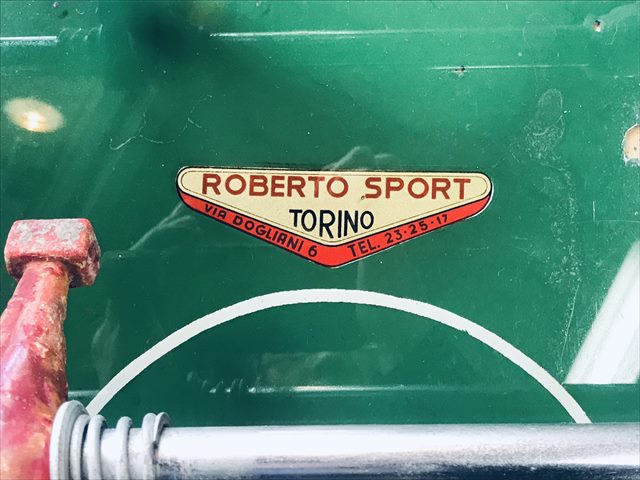 ROBERTO SPORT
TORINO
VIA DOGLIANI 6 TEL. 23-25-17